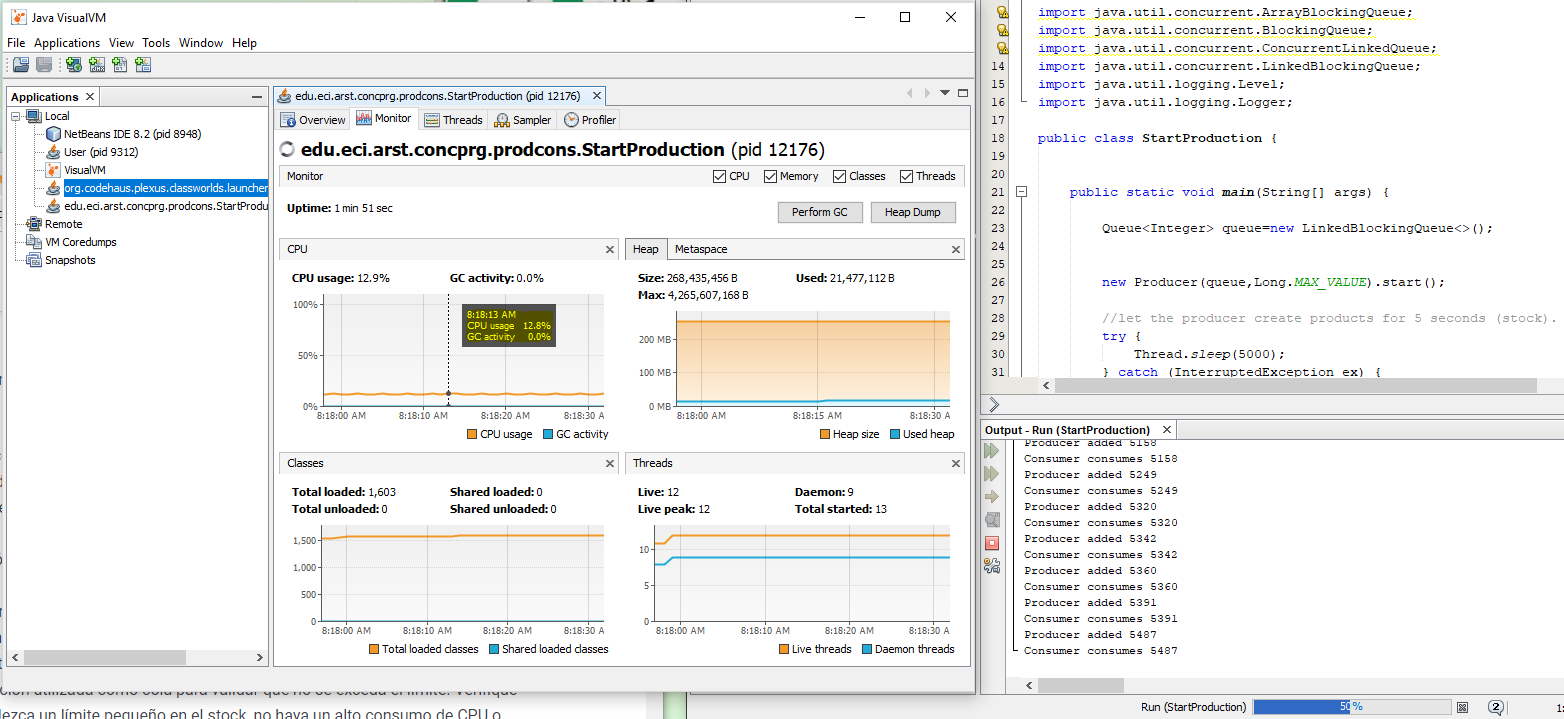 Java VisualVM
File Applications View Tools Window Help
Applications
Local
NetBeans IDE 8.2 (pid 8948)
User (pid 9312)
VisualVM
org.codehaus.plexus.classworlds.launcher
edu.eci.arst.concprg.prodcons.StartProdu
Remote
VM Coredumps
Snapshots
edu.eci.arst.concprg.prodcons.StartProduction (pid 12176)
Overview Monitor Threads Sampler Profiler
edu.eci.arst.concprg.prodcons.StartProduction (pid 12176)
Monitor CPU Memory Classes Threads
Uptime: 1 min 51 sec
Perform GC Heap Dump
CPU
CPU usage: 12.9% GC activity: 0.0%
100%
50%
0%
8:18:13 AM
CPU usage 12.8%
GC activity 0.0%
8:18:00 AM 8:18:10 AM 8:18:20 AM 8:18:30 A
CPU usage GC activity
Heap Metaspace
Size: 268,435,456 B Used: 21,477,112 B
Max: 4,265,607,168 B
200 MB
100 MB
0 MB
8:18:00 AM 8:18:15 AM 8:18:30 A
Heap size Used heap
Classes
Total loaded: 1,603 Shared loaded: 0
Total unloaded: 0 Shared unloaded: 0
1,500
1,000
500
0
8:18:00 AM 8:18:10 AM 8:18:20 AM 8:18:30 A
Total loaded classes Shared loaded classes
Threads
Live: 12 Daemon: 9
Live peak: 12 Total started: 13
10
5
0
8:18:00 AM 8:18:10 AM 8:18:20 AM 8:18:30 A
Live threads Daemon threads
import java.util.concurrent.ArrayBlockingQueue;
import java.util.concurrent.BlockingQueue;
import java.util.concurrent.ConcurrentLinkedQueue;
14 import java.util.concurrent.LinkedBlockingQueue;
15 import java.util.logging.Level;
16 import java.util.logging.Logger;
17
18 public class StartProduction {
19
20
21 public static void main(String[] args) {
22
23 Queue<Integer> queue=new LinkedBlockingQueue<>();
24
25
26 new Producer(queue,Long.MAX_VALUE).start();
27
28 //let the producer create products for 5 seconds (stock).
29 try {
30 Thread.sleep(5000);
31 } catch (InterruptedException ex) {
Output - Run (StartProduction)
Producer added 5158
Consumer consumes 5158
Producer added 5249
Consumer consumes 5249
Producer added 5320
Consumer consumes 5320
Producer added 5342
Consumer consumes 5342
Producer added 5360
Consumer consumes 5360
Producer added 5391
Consumer consumes 5391
Producer added 5487
Consumer consumes 5487
Run (StartProduction) 50% 2
ción utilizada como cola para validar que no se exceda el límite. Verifique
lezca un límite pequeño en el stock, no haya un alto consumo de CPU o